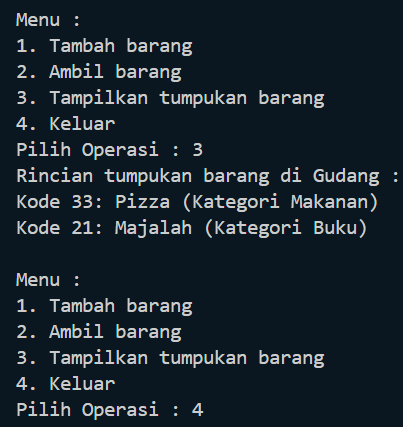 Menu :
1. Tambah barang
2. Ambil barang
3. Tampilkan tumpukan barang
4. Keluar
Pilih Operasi : 3
Rincian tumpukan barang di Gudang :
Kode 33: Pizza (Kategori Makanan)
Kode 21: Majalah (Kategori Buku)

Menu :
1. Tambah barang
2. Ambil barang
3. Tampilkan tumpukan barang
4. Keluar
Pilih Operasi : 4